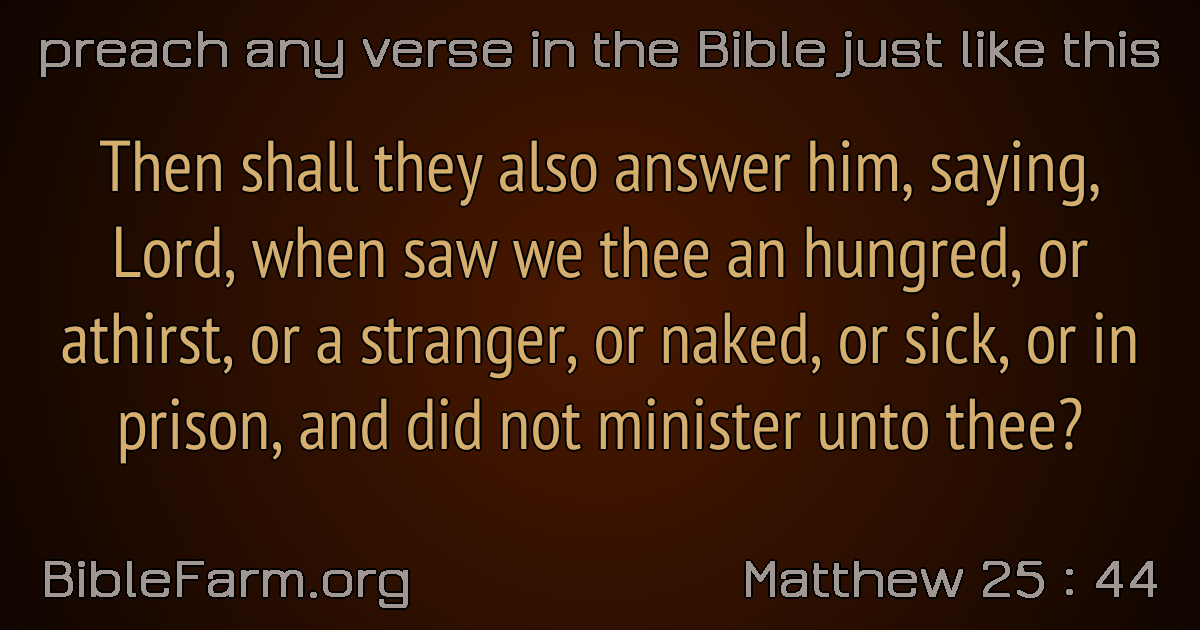 preach any verse in the Bible just like this
Then shall they also answer him, saying,
Lord, when saw we thee an hungred, or
athirst, or a stranger, or naked, or sick, or in
prison, and did not minister unto thee?
BibleFarm.org
Matthew 25 : 44